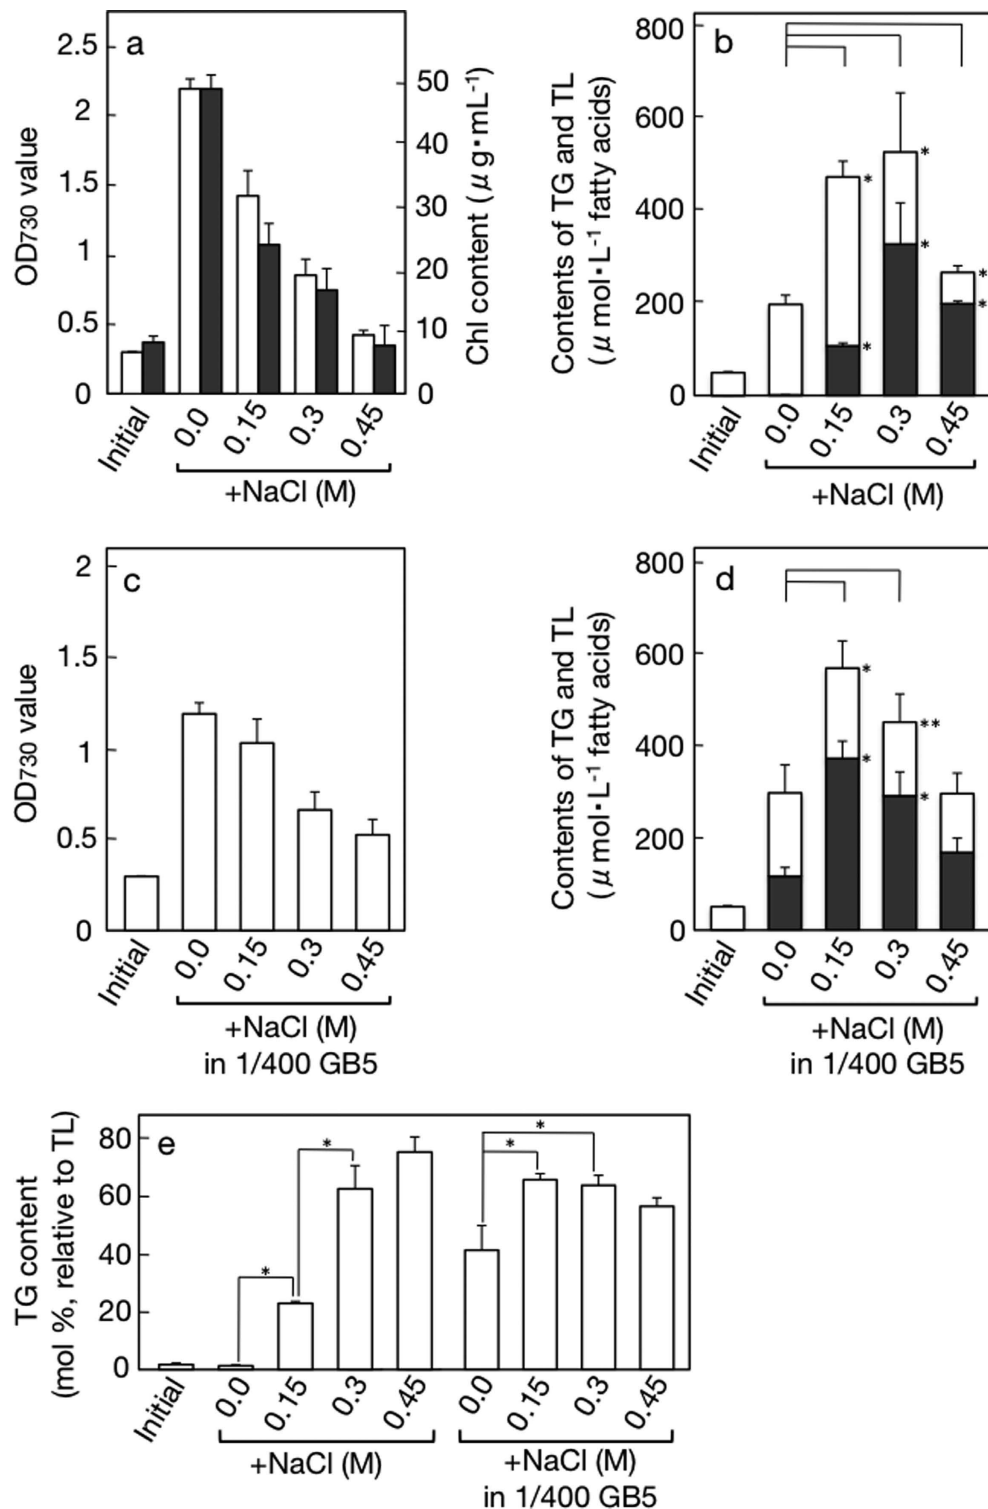 a
OD730 value
2.5
2
1.5
1
0.5
0
Chl content (μg・mL-1)
50
40
30
20
10
0
Initial
0.0
0.15
0.3
0.45
+NaCl (M)
b
Contents of TG and TL
(μmol・L-1 fatty acids)
800
600
400
200
0
*
*
*
*
*
*
Initial
0.0
0.15
0.3
0.45
+NaCl (M)
c
OD730 value
2
1.5
1
0.5
0
Initial
0.0
0.15
0.3
0.45
+NaCl (M)
in 1/400 GB5
d
Contents of TG and TL
(μmol・L-1 fatty acids)
800
600
400
200
0
*
**
*
*
Initial
0.0
0.15
0.3
0.45
+NaCl (M)
in 1/400 GB5
e
TG content
(mol %, relative to TL)
80
60
40
20
0
*
*
*
*
Initial
0.0
0.15
0.3
0.45
+NaCl (M)
0.0
0.15
0.3
0.45
+NaCl (M)
in 1/400 GB5